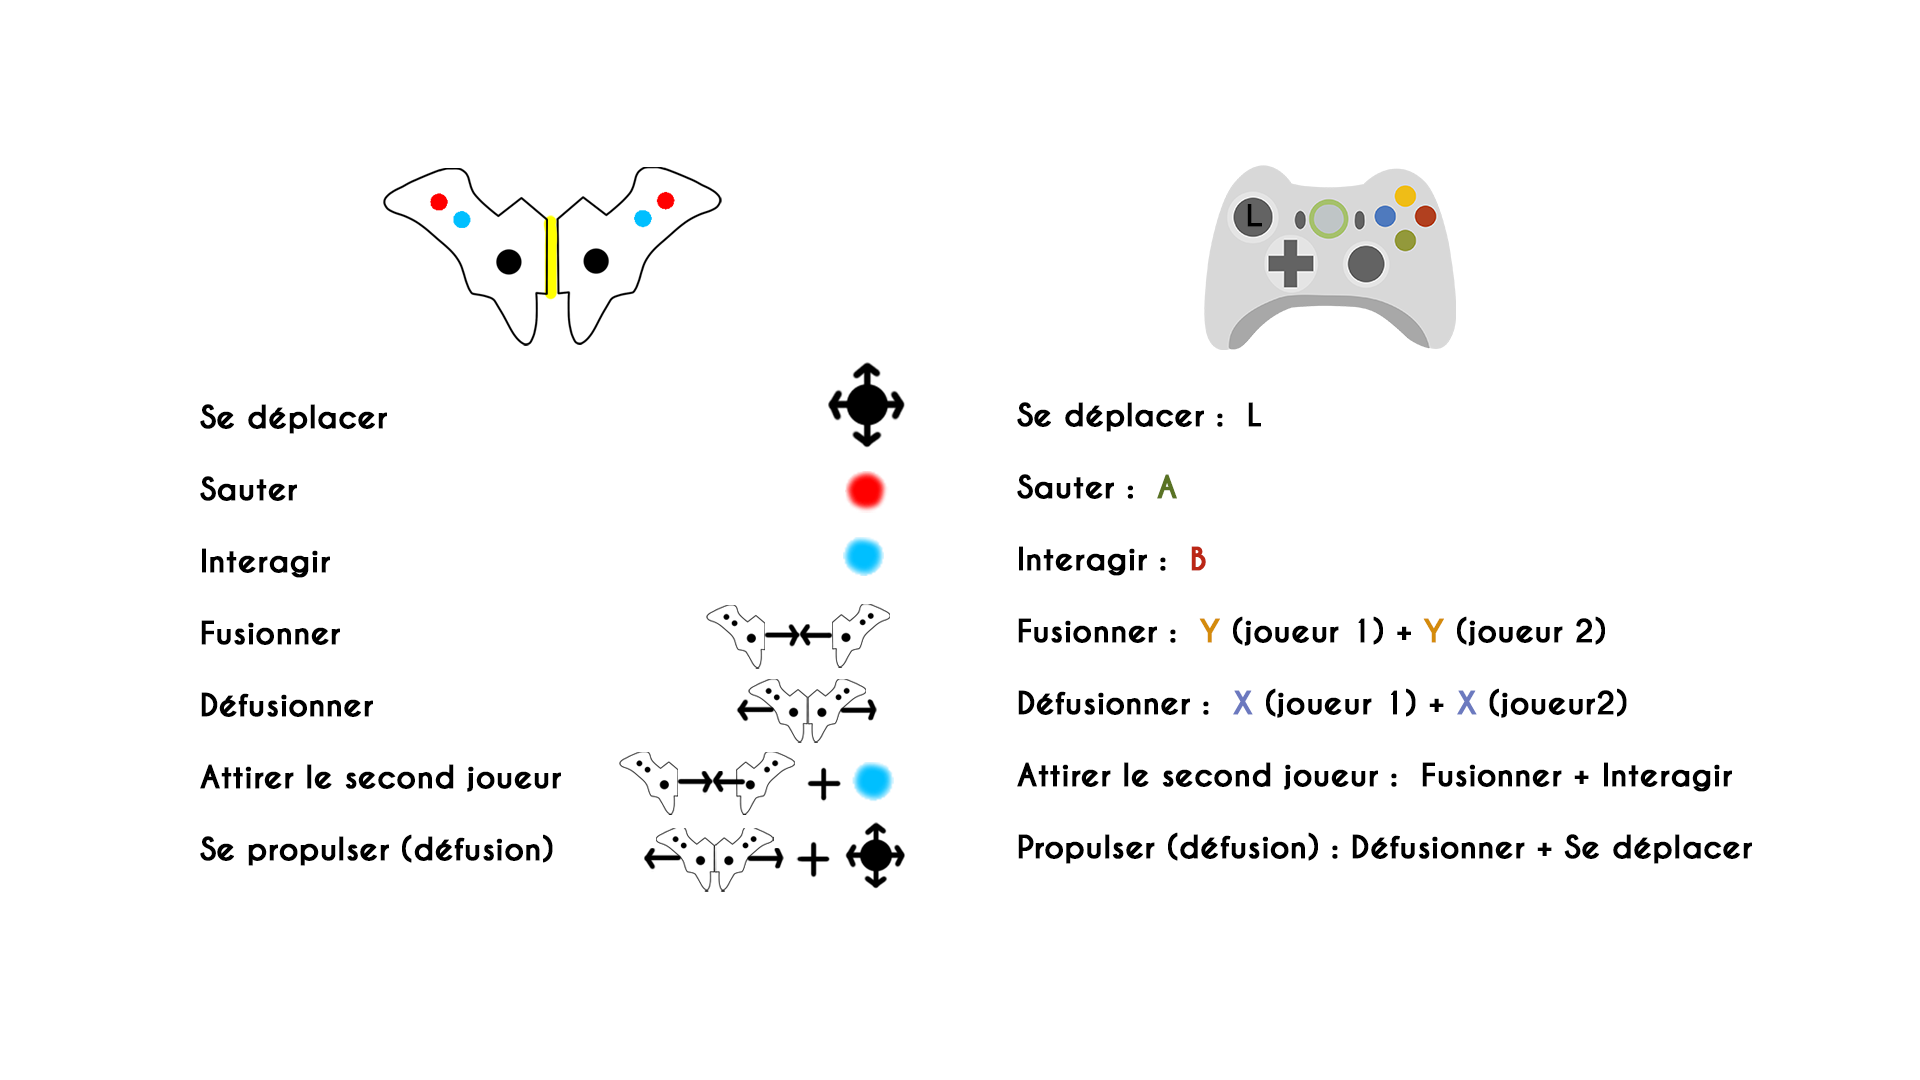 L
Se déplacer
Sauter
Interagir
Fusionner
Défusionner
Attirer le second joueur
Se propulser (défusion)
Se déplacer : L
Sauter : A
Interagir : B
Fusionner : Y (joueur 1) + Y (joueur 2)
Défusionner : X (joueur 1) + X (joueur2)
Attirer le second joueur : Fusionner + Interagir
Propulser (défusion) : Défusionner + Se déplacer